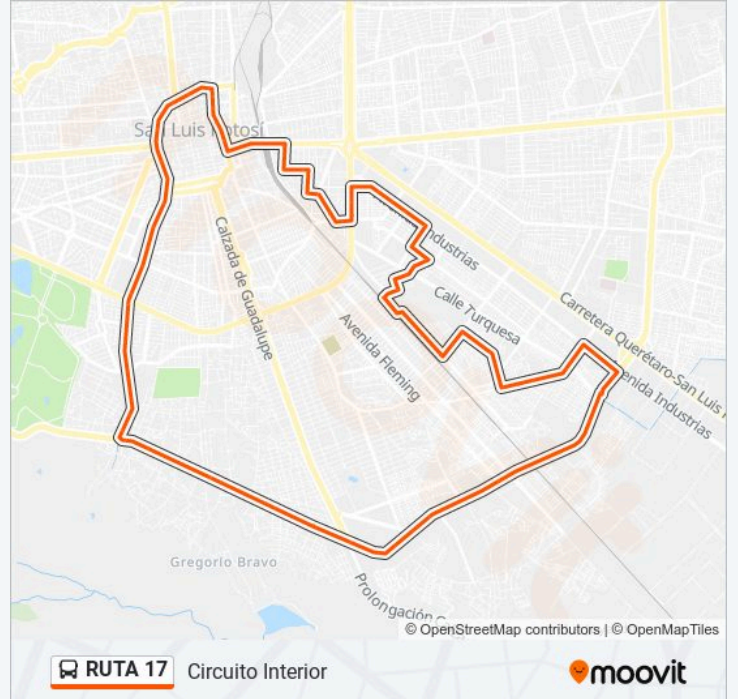 San Luis Potosí
Industrias
Calzada de Guadalupe
Calle Turquesa
Carretera Querétaro-San Luis
Avenida Fleming
Avenida Industrias
Gregorio Bravo
Prolongación
© OpenStreetMap contributors | © OpenMapTiles
RUTA 17
Circuito Interior
moovit